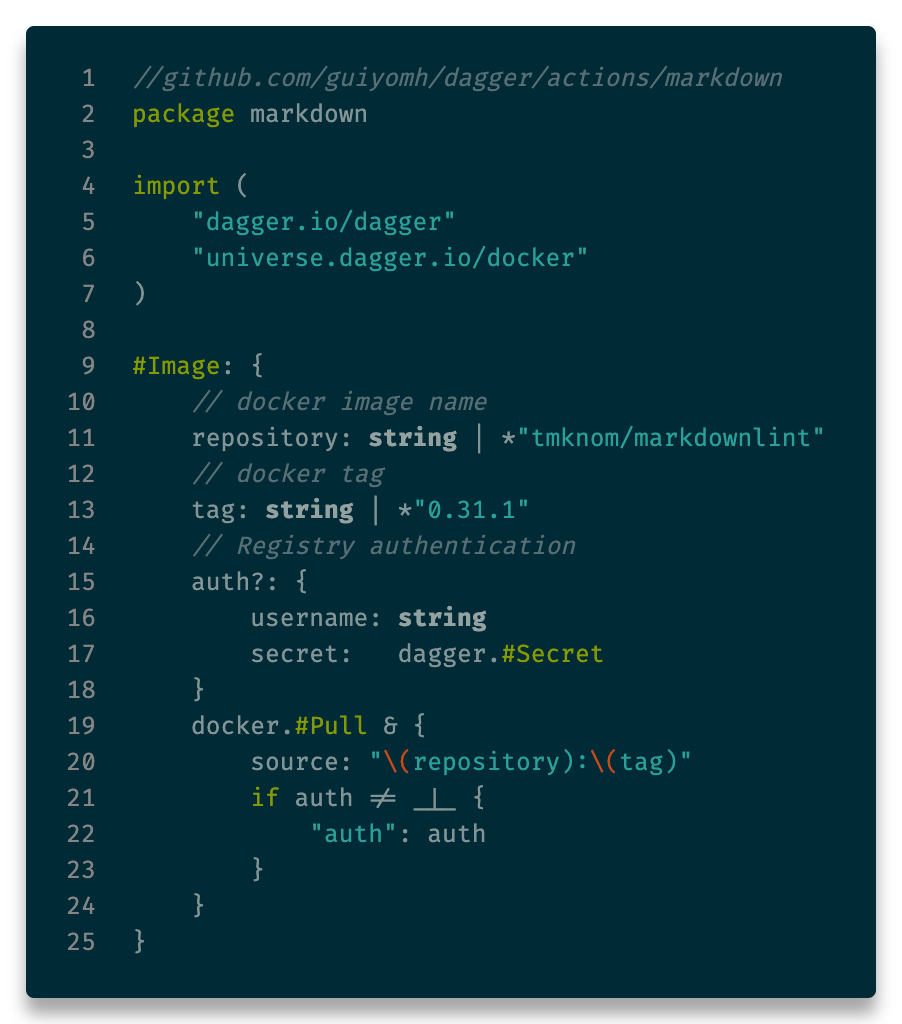 1 //github.com/guiyomh/dagger/actions/markdown
2 package markdown
3
4 import (
5     "dagger.io/dagger"
6     "universe.dagger.io/docker"
7 )
8
9 #Image: {
10     // docker image name
11     repository: string | *"tmknom/markdownlint"
12     // docker tag
13     tag: string | *"0.31.1"
14     // Registry authentication
15     auth?: {
16         username: string
17         secret:   dagger.#Secret
18     }
19     docker.#Pull & {
20         source: "\(repository):\(tag)"
21         if auth != _|_ {
22             "auth": auth
23         }
24     }
25 }